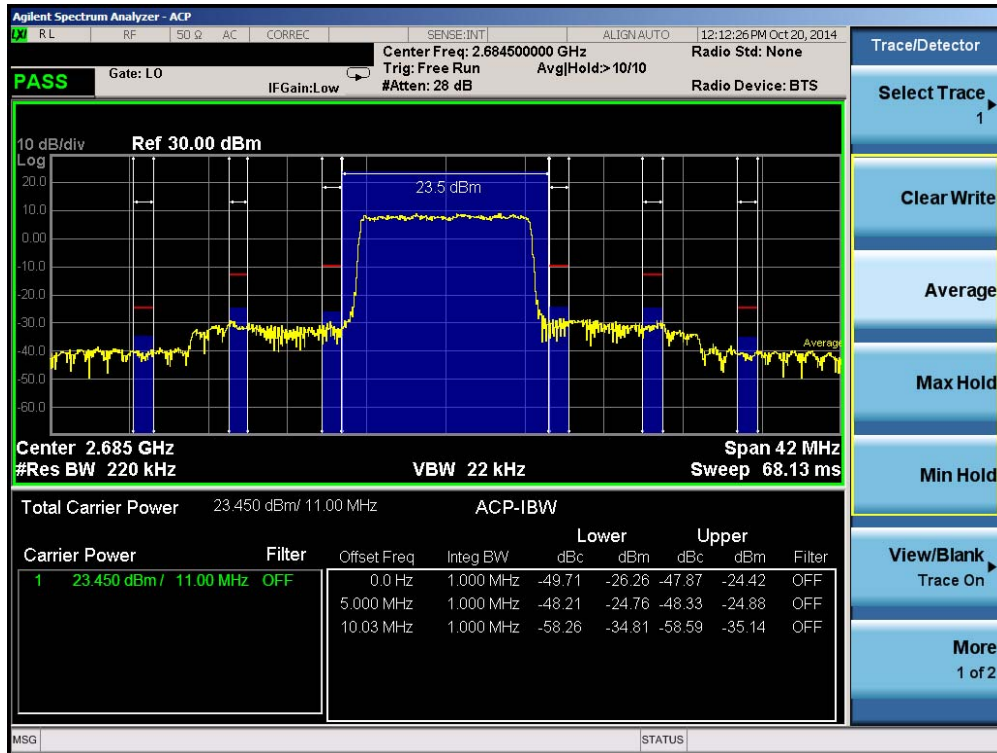 Agilent Spectrum Analyzer - ACP
LXI RL RF 50 Ω AC CORREC SENSE:INT ALIGN AUTO 12:12:26 PM Oct 20, 2014
Center Freq: 2.684500000 GHz Radio Std: None
PASS Gate: LO Trig: Free Run Avg|Hold:> 10/10
IFGain:Low #Atten: 28 dB Radio Device: BTS
10 dB/div Ref 30.00 dBm
Log
23.5 dBm
20.0
10.0
0.00
-10.0
-20.0
-30.0
-40.0
-50.0
-60.0
Average
Center 2.685 GHz Span 42 MHz
#Res BW 220 kHz VBW 22 kHz Sweep 68.13 ms
Total Carrier Power 23.450 dBm/ 11.00 MHz ACP-IBW
Lower Upper
Carrier Power Filter Offset Freq Integ BW dBc dBm dBc dBm Filter
1 23.450 dBm / 11.00 MHz OFF 0.0 Hz 1.000 MHz -49.71 -26.26 -47.87 -24.42 OFF
5.000 MHz 1.000 MHz -48.21 -24.76 -48.33 -24.88 OFF
10.03 MHz 1.000 MHz -58.26 -34.81 -58.59 -35.14 OFF
MSG STATUS
Trace/Detector
Select Trace
1
Clear Write
Average
Max Hold
Min Hold
View/Blank
Trace On
More
1 of 2